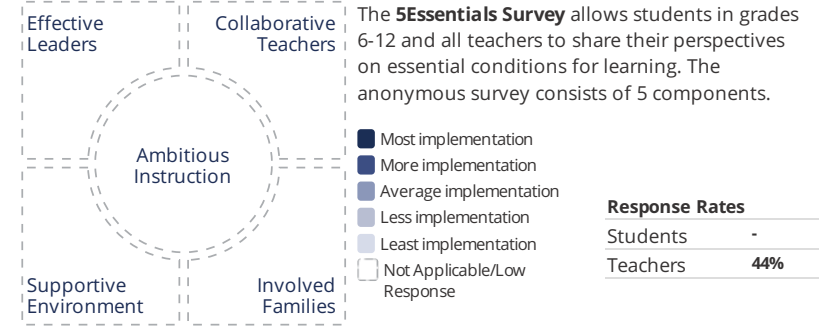 Effective
Leaders
Collaborative
Teachers
Ambitious
Instruction
Supportive
Environment
Involved
Families
The 5Essentials Survey allows students in grades
6-12 and all teachers to share their perspectives
on essential conditions for learning. The
anonymous survey consists of 5 components.
Most implementation
More implementation
Average implementation
Less implementation
Least implementation
Not Applicable/Low
Response
Response Rates
Students -
Teachers 44%